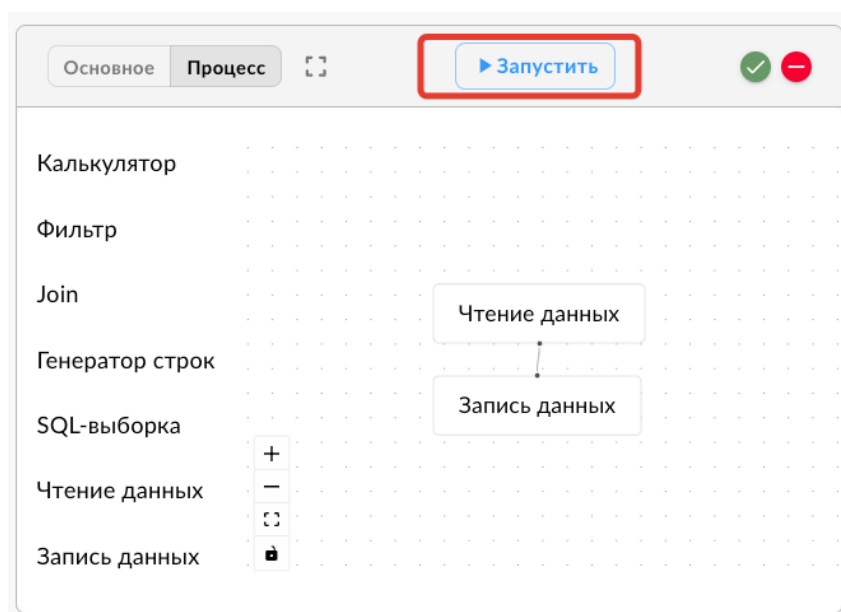 Основное Процесс Запустить
Калькулятор
Фильтр
Join
Чтение данных
Генератор строк
Запись данных
SQL-выборка
Чтение данных
Запись данных